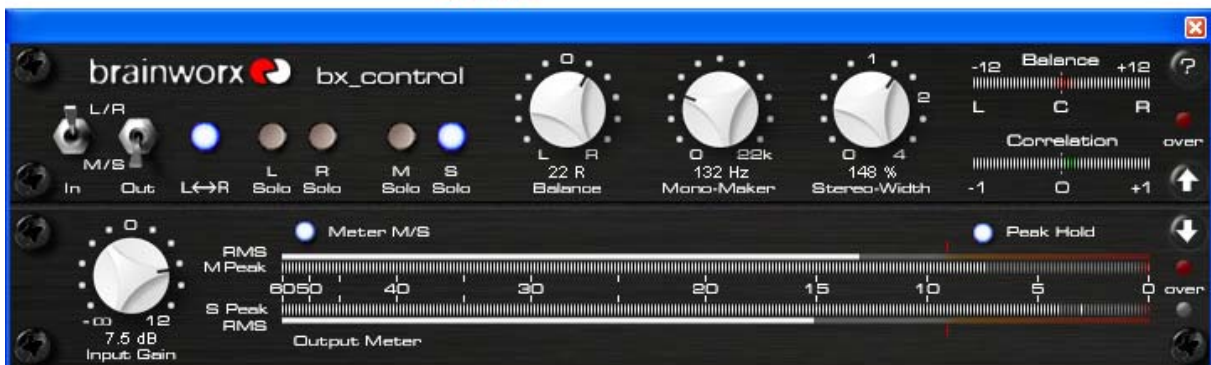 brainworx bx_control
L/R
M/S
In Out L↔R
L Solo R Solo M Solo S Solo
0
L R
22 R
Balance
0 22k
132 Hz
Mono-Maker
1
2
0 4
148 %
Stereo-Width
Balance
-12 +12
L C R
Correlation
-1 0 +1
?
over
Meter M/S
Peak Hold
RMS
M Peak
6050 40 30 20 15 10 5 0
S Peak
RMS
Output Meter
over
0
-∞ 12
7.5 dB
Input Gain